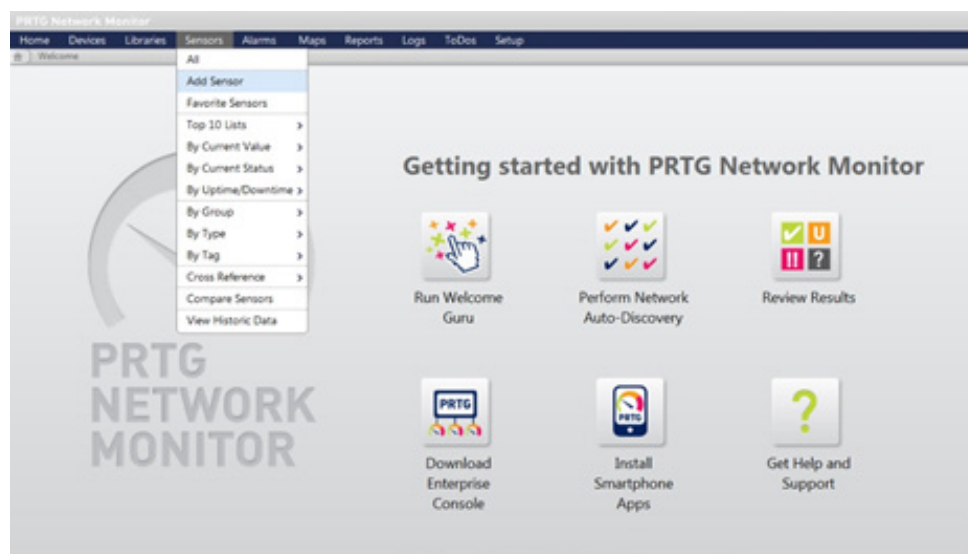 PRTG Network Monitor
Home Devices Libraries Sensors Alarms Maps Reports Logs ToDos Setup
Welcome
All
Add Sensor
Favorite Sensors
Top 10 Lists
By Current Value
By Current Status
By Uptime/Downtime
By Group
By Type
By Tag
Cross Reference
Compare Sensors
View Historic Data
PRTG
NETWORK
MONITOR
Getting started with PRTG Network Monitor
Run Welcome
Guru
Perform Network
Auto-Discovery
U
!! ?
Review Results
PRTG
Download
Enterprise
Console
PRTG
Install
Smartphone
Apps
?
Get Help and
Support